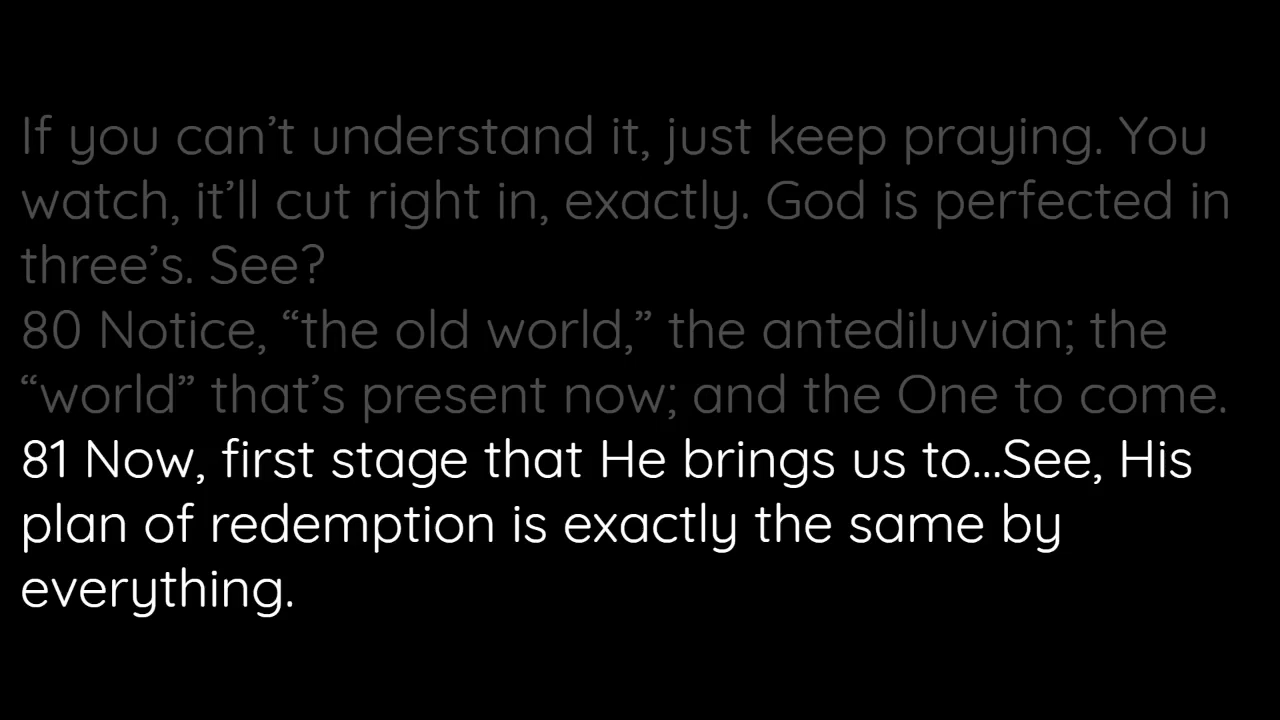 If you can’t understand it, just keep praying. You
watch, it’ll cut right in, exactly. God is perfected in
three’s. See?
80 Notice, “the old world,” the antediluvian; the
“world” that’s present now; and the One to come.
81 Now, first stage that He brings us to...See, His
plan of redemption is exactly the same by
everything.